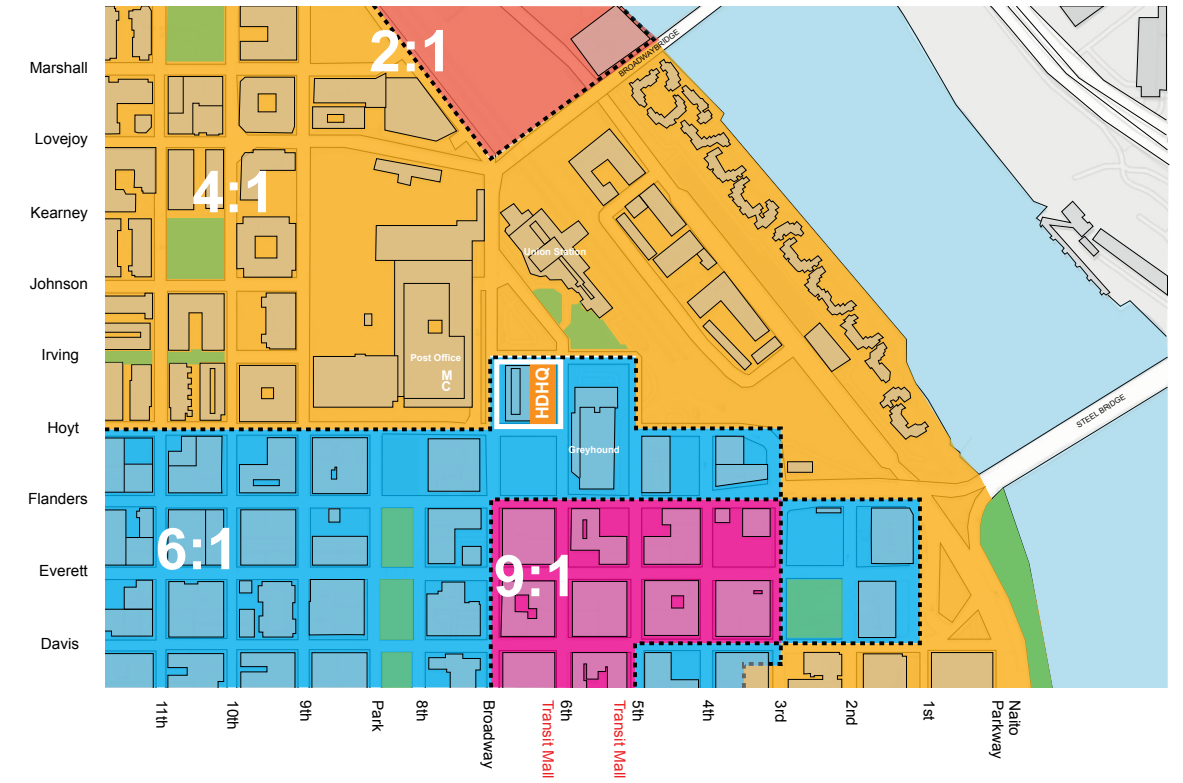 2:1
BROADWAYBRIDGE
Marshall
Lovejoy
4:1
Kearney
Union Station
Johnson
Irving
Post Office
M
C
HDHQ
Hoyt
STEEL BRIDGE
Greyhound
Flanders
6:1
9:1
Everett
Davis
11th
10th
9th
Park
8th
Broadway
6th
Transit Mall
5th
Transit Mall
4th
3rd
2nd
1st
Naito
Parkway